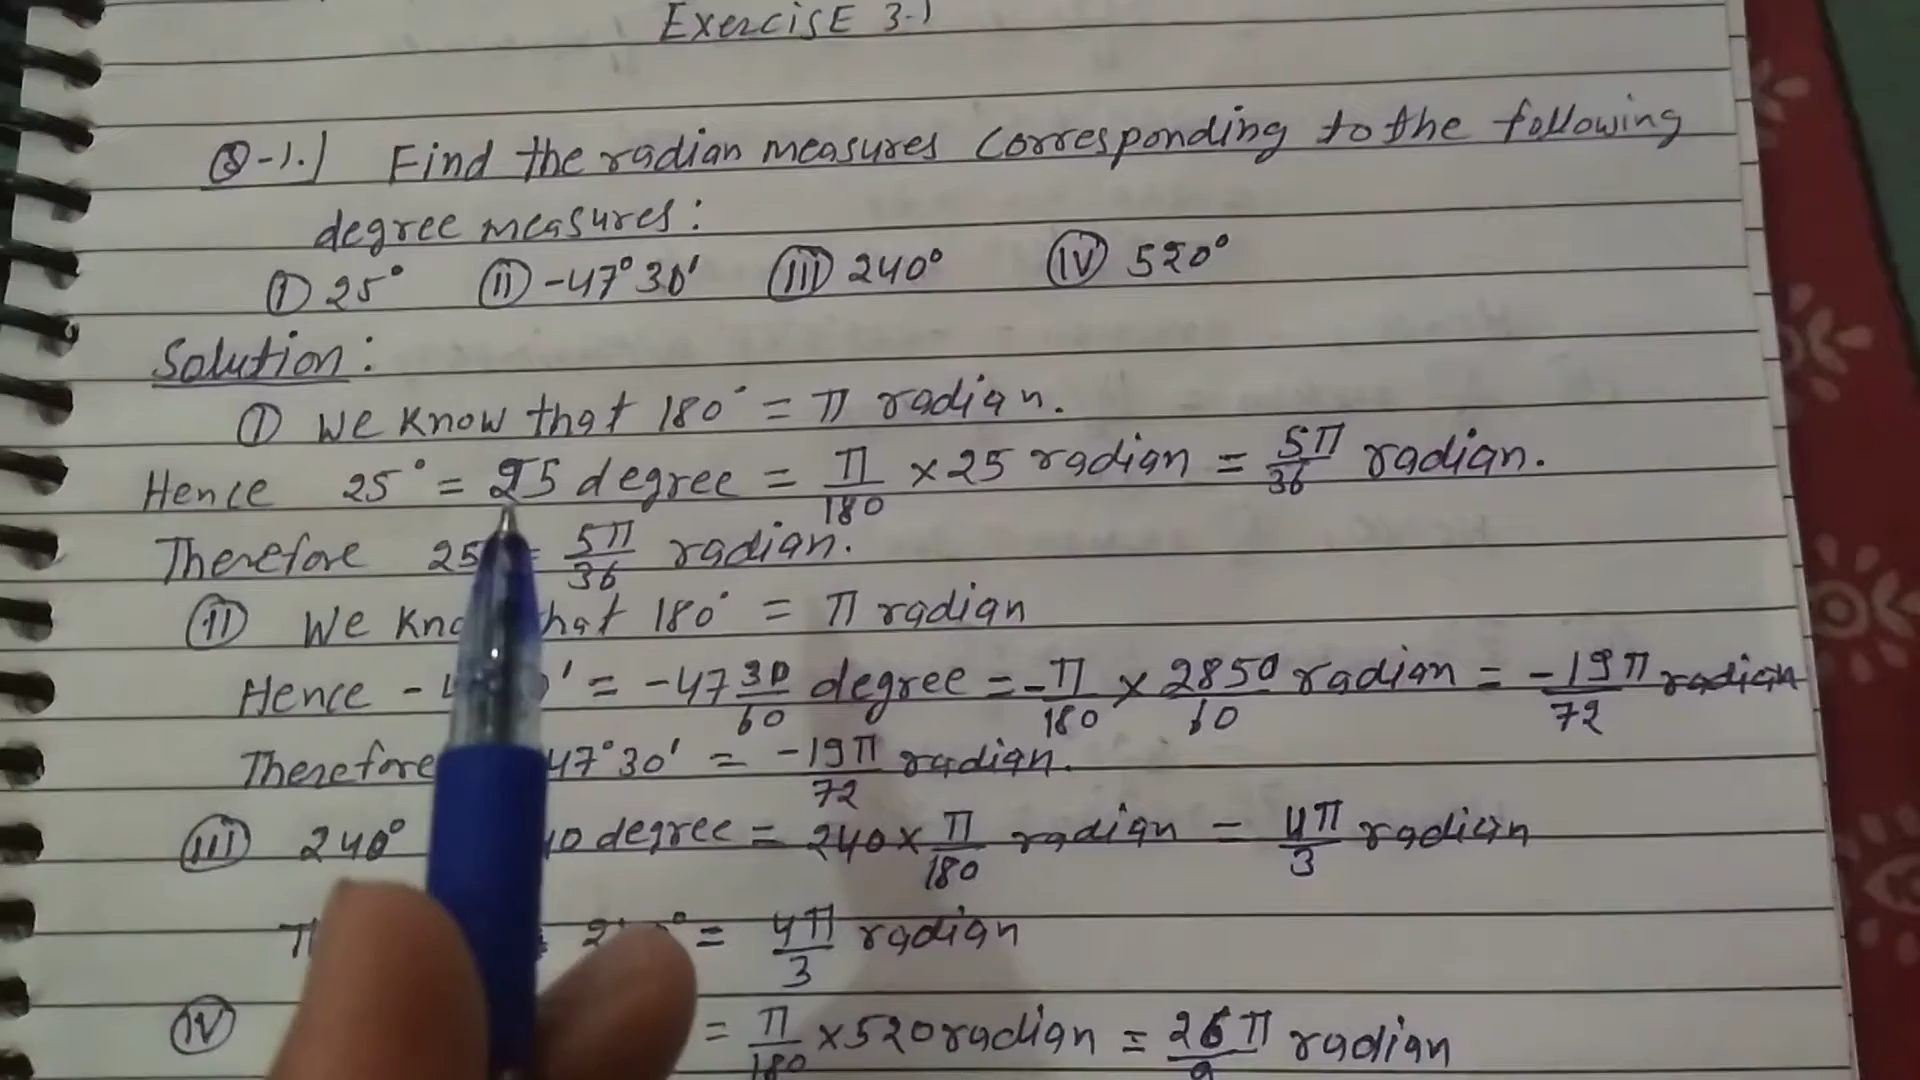 Exercise 3.1
Q-1.) Find the radian measures corresponding to the following
degree measures:
(I) 25° (II) -47°30' (III) 240° (IV) 520°
Solution:
(I) We know that 180° = π radian.
Hence 25° = 25 degree = π/180 × 25 radian = 5π/36 radian.
Therefore 25 = 5π/36 radian.
(II) We that 180° = π radian
Hence - ' = -47 30/60 degree = -π/180 × 2850/60 radian = -19π/72 radian
Therefore 47°30' = -19π/72 radian.
(III) 240° degree = 240 × π/180 radian = 4π/3 radian
= 4π/3 radian
(IV) = π/180 × 520 radian = 26π/9 radian